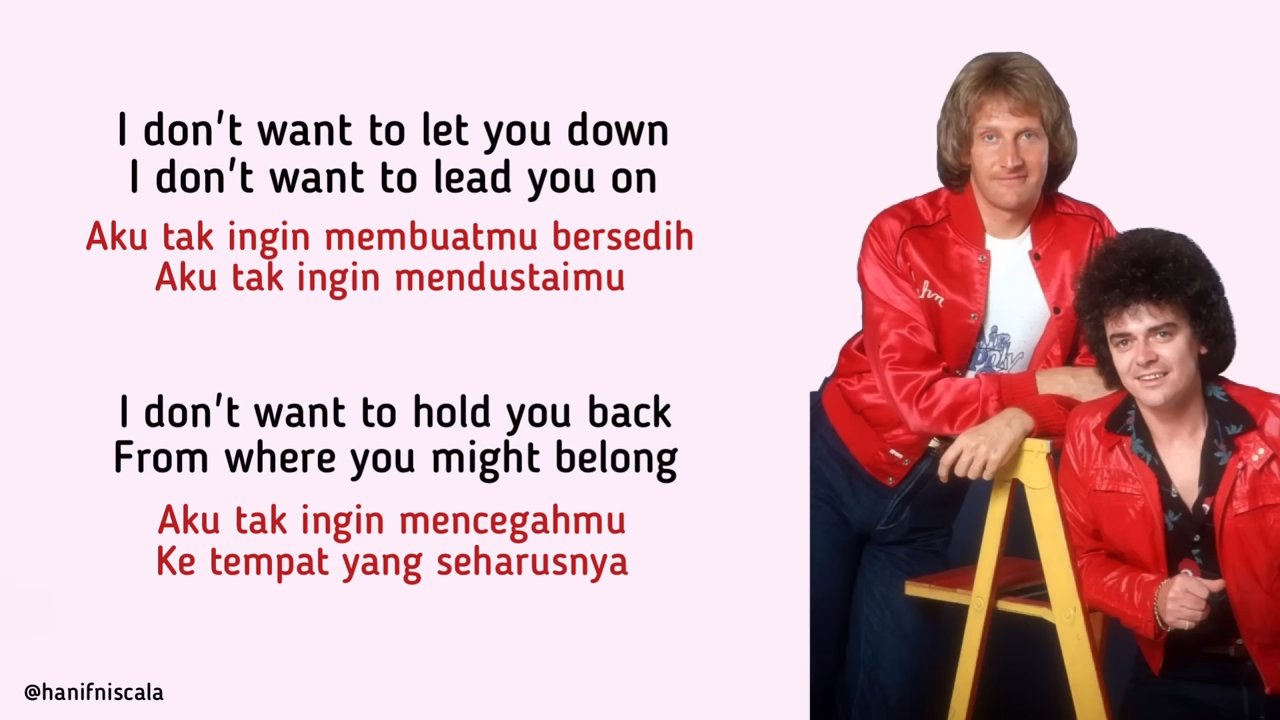 I don't want to let you down
I don't want to lead you on
Aku tak ingin membuatmu bersedih
Aku tak ingin mendustaimu
I don't want to hold you back
From where you might belong
Aku tak ingin mencegahmu
Ke tempat yang seharusnya
@hanifniscala